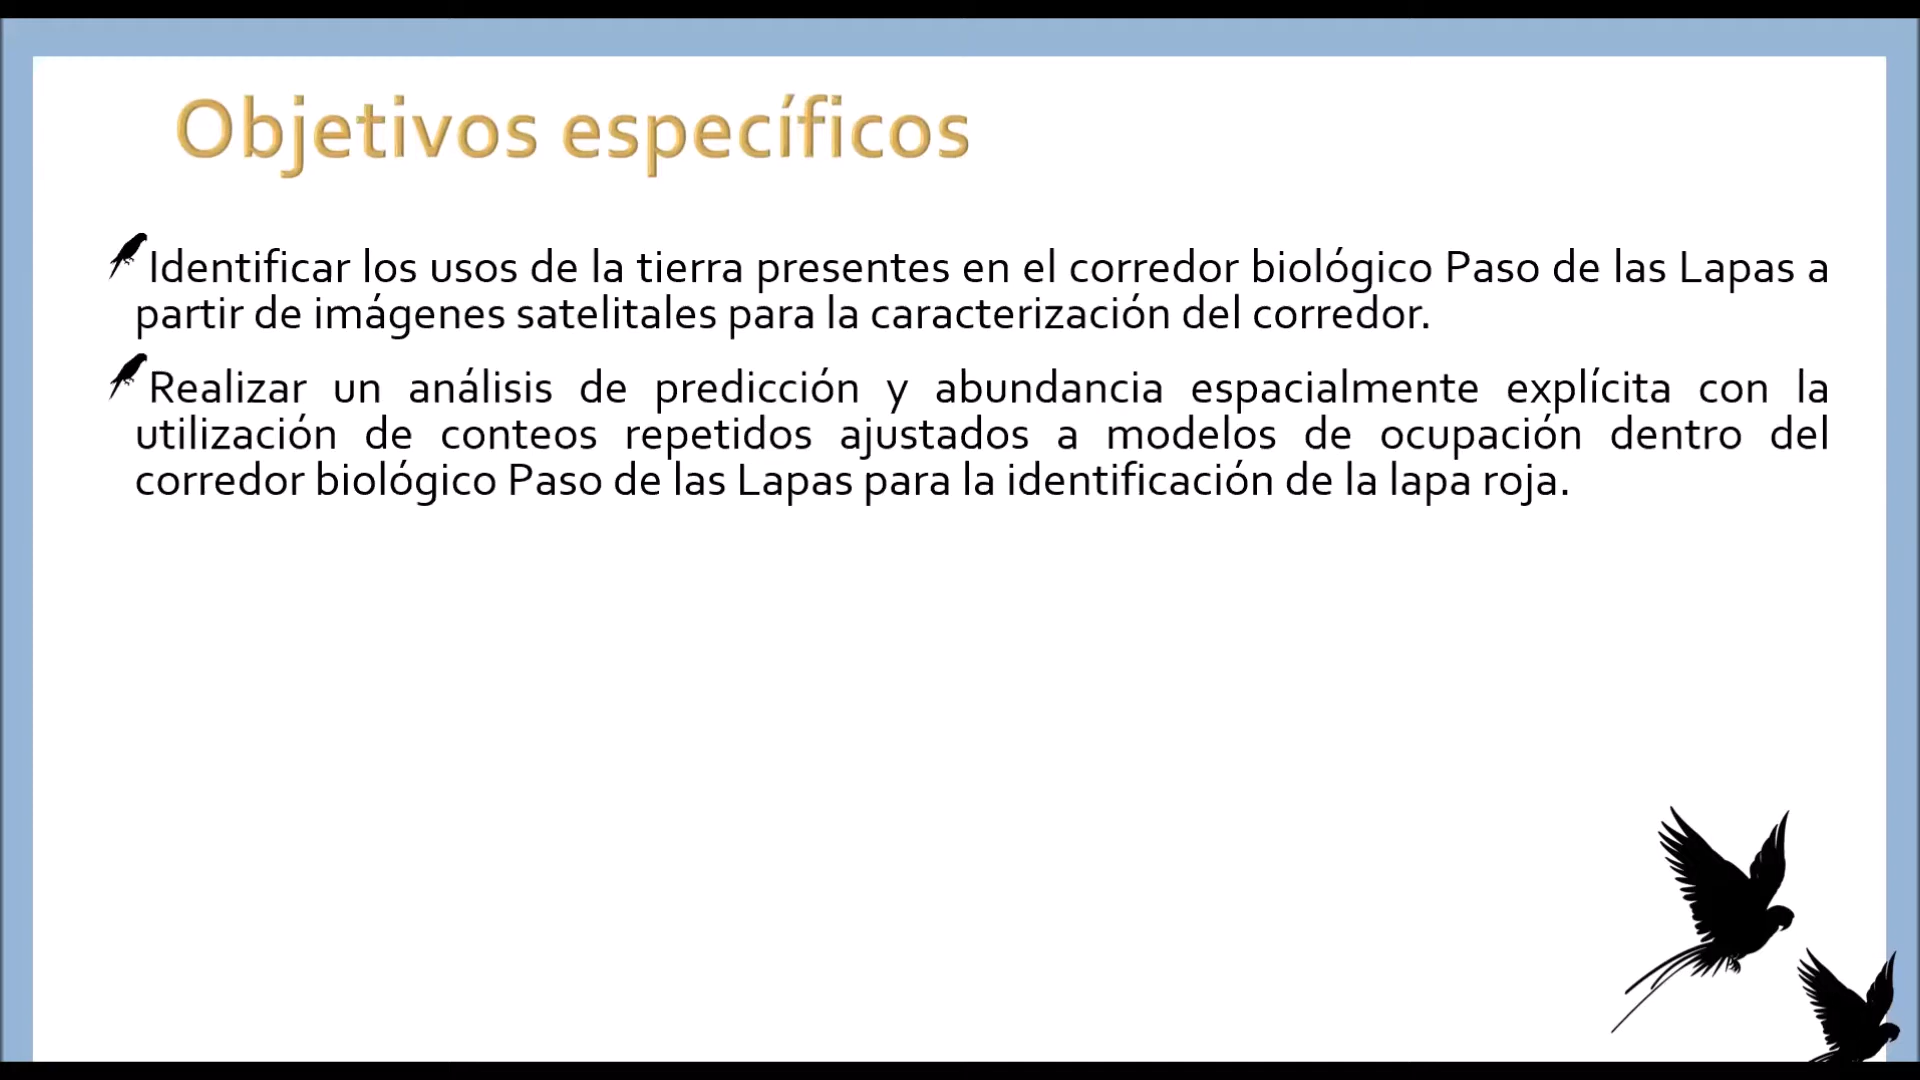 Objetivos específicos
Identificar los usos de la tierra presentes en el corredor biológico Paso de las Lapas a
partir de imágenes satelitales para la caracterización del corredor.
Realizar un análisis de predicción y abundancia espacialmente explícita con la
utilización de conteos repetidos ajustados a modelos de ocupación dentro del
corredor biológico Paso de las Lapas para la identificación de la lapa roja.